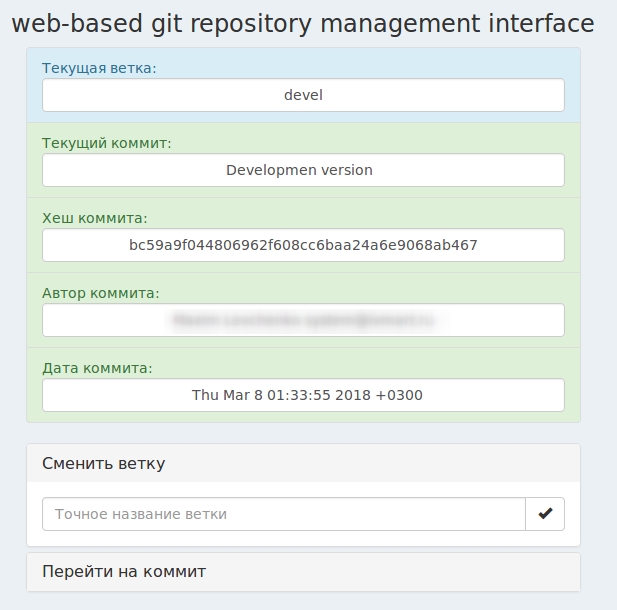 web-based git repository management interface
Текущая ветка:
devel
Текущий коммит:
Developmen version
Хеш коммита:
bc59a9f044806962f608cc6baa24a6e9068ab467
Автор коммита:
Дата коммита:
Thu Mar 8 01:33:55 2018 +0300
Сменить ветку
Точное название ветки
Перейти на коммит